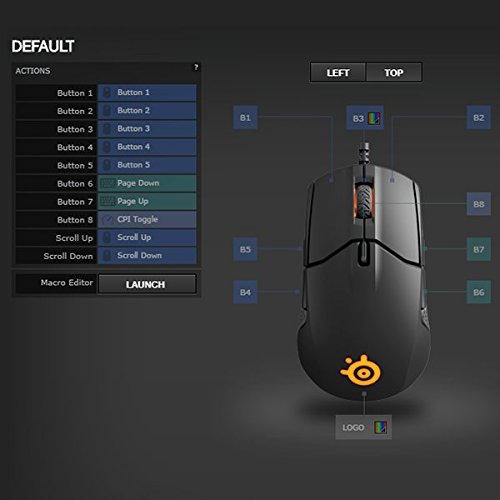 DEFAULT
ACTIONS ?
Button 1 Button 1
Button 2 Button 2
Button 3 Button 3
Button 4 Button 4
Button 5 Button 5
Button 6 Page Down
Button 7 Page Up
Button 8 CPI Toggle
Scroll Up Scroll Up
Scroll Down Scroll Down
Macro Editor LAUNCH
LEFT TOP
B1 B3 B2
B8
B5 B7
B4 B6
LOGO